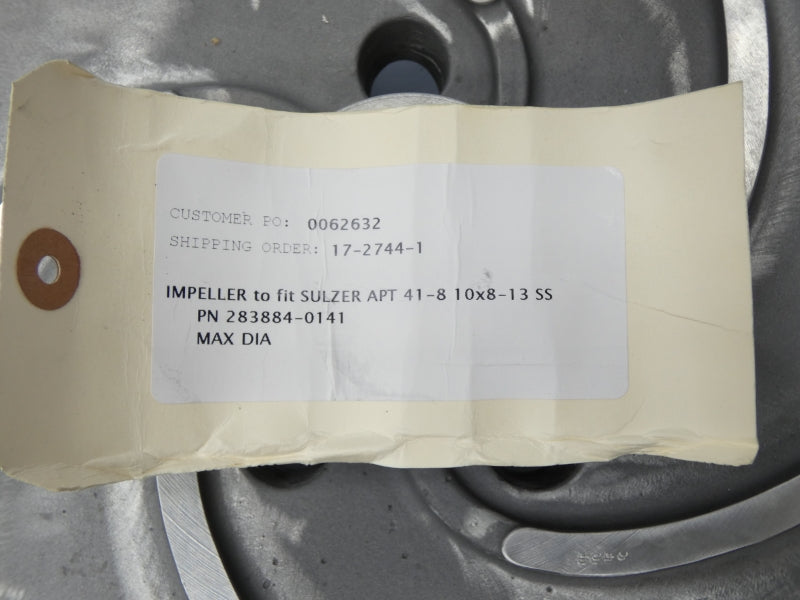 CUSTOMER PO: 0062632
SHIPPING ORDER: 17-2744-1
IMPELLER to fit SULZER APT 41-8 10x8-13 SS
PN 283884-0141
MAX DIA